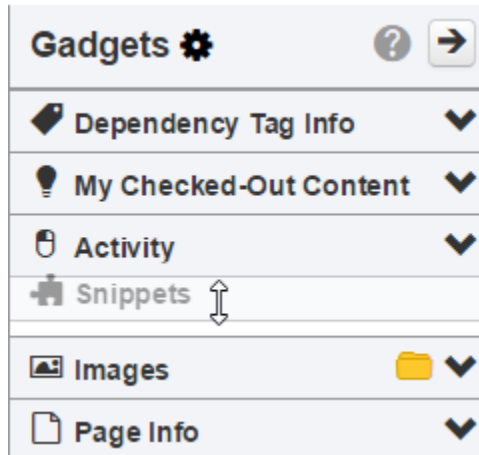 Gadgets
Dependency Tag Info
My Checked-Out Content
Activity
Snippets
Images
Page Info